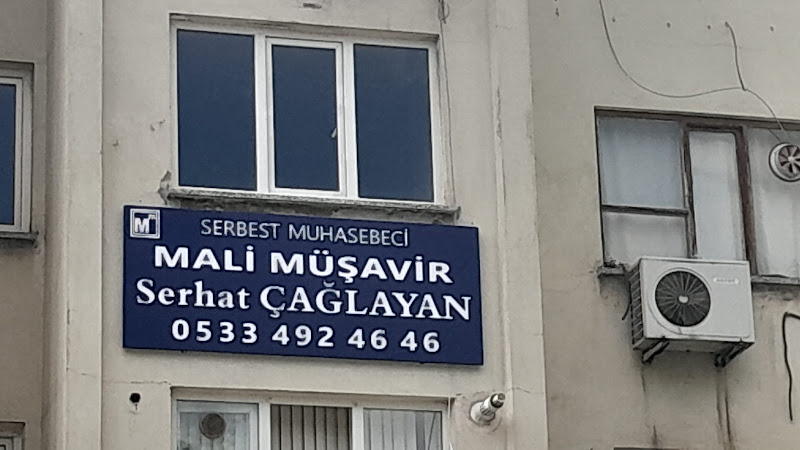 SERBEST MUHASEBECİ
MALİ MÜŞAVİR
Serhat ÇAĞLAYAN
0533 492 46 46